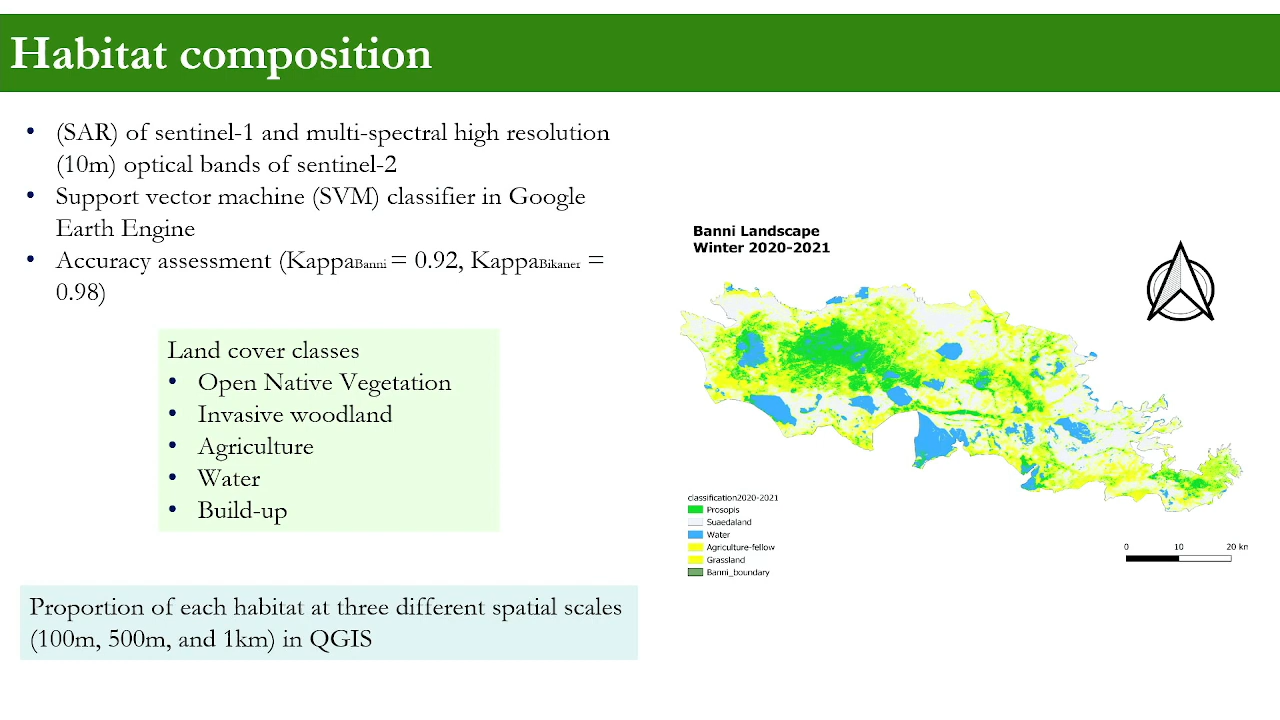 Habitat composition
• (SAR) of sentinel-1 and multi-spectral high resolution
(10m) optical bands of sentinel-2
• Support vector machine (SVM) classifier in Google
Earth Engine
• Accuracy assessment (KappaBanni = 0.92, KappaBikaner =
0.98)
Land cover classes
• Open Native Vegetation
• Invasive woodland
• Agriculture
• Water
• Build-up
Proportion of each habitat at three different spatial scales
(100m, 500m, and 1km) in QGIS
Banni Landscape
Winter 2020-2021
classification2020-2021
Prosopis
Suaedaland
Water
Agriculture-fellow
Grassland
Banni_boundary
0 10 20 km